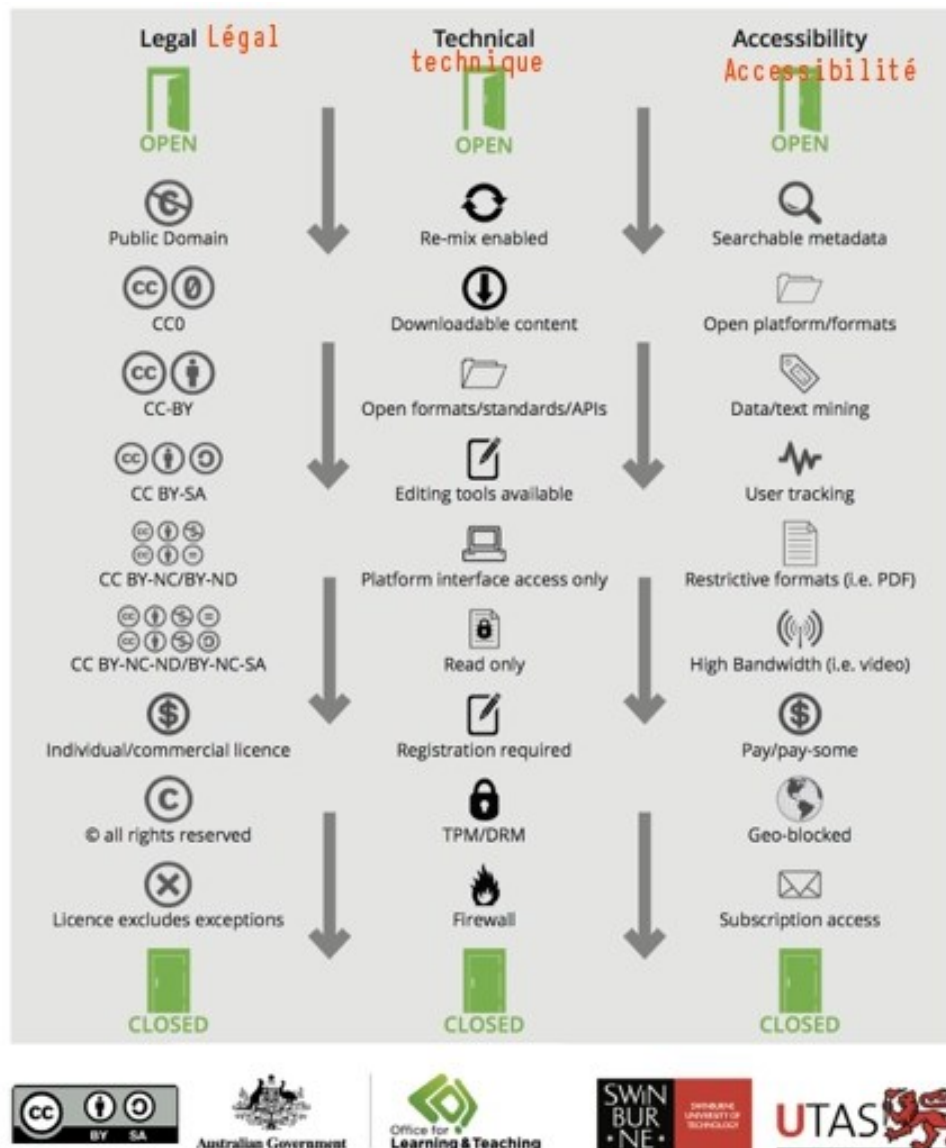 Legal Légal
Technical
technique
Accessibility
Accessibilité
OPEN
OPEN
OPEN
Public Domain
Re-mix enabled
Searchable metadata
CC0
Downloadable content
Open platform/formats
CC-BY
Open formats/standards/APIs
Data/text mining
CC BY-SA
Editing tools available
User tracking
CC BY-NC/BY-ND
Platform interface access only
Restrictive formats (i.e. PDF)
CC BY-NC-ND/BY-NC-SA
Read only
High Bandwidth (i.e. video)
Individual/commercial licence
Registration required
Pay/pay-some
© all rights reserved
TPM/DRM
Geo-blocked
Licence excludes exceptions
Firewall
Subscription access
CLOSED
CLOSED
CLOSED
cc
BY SA
Australian Government
Office for
Learning & Teaching
SWIN
BUR
NE
SWINBURNE
UNIVERSITY OF
TECHNOLOGY
UTAS